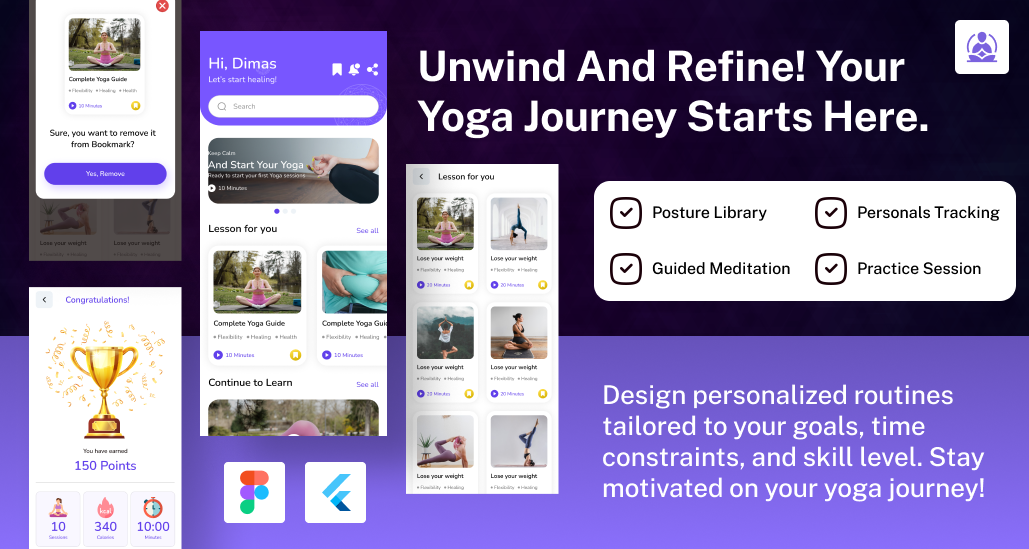 Complete Yoga Guide
• Flexibility • Healing • Health
10 Minutes
Sure, you want to remove it
from Bookmark?
Yes, Remove
Lose your weight
Lose your weight
Congratulations!
You have earned
150 Points
10
Sessions
kcal
340
Calories
10:00
Minutes
Hi, Dimas
Let's start healing!
Search
Keep Calm
And Start Your Yoga
Ready to start your first Yoga sessions
10 Minutes
Lesson for you
See all
Complete Yoga Guide
• Flexibility • Healing • Health
10 Minutes
Complete Yoga Guid
• Flexibility • Healing
10 Minutes
Continue to Learn
See all
Unwind And Refine! Your
Yoga Journey Starts Here.
Lesson for you
Lose your weight
• Flexibility • Healing
20 Minutes
Lose your weight
• Flexibility • Healing
20 Minutes
Lose your weight
• Flexibility • Healing
20 Minutes
Lose your weight
• Flexibility • Healing
20 Minutes
Lose your weight
• Flexibility • Healing
Lose your weight
• Flexibility • Healing
Posture Library
Personals Tracking
Guided Meditation
Practice Session
Design personalized routines
tailored to your goals, time
constraints, and skill level. Stay
motivated on your yoga journey!